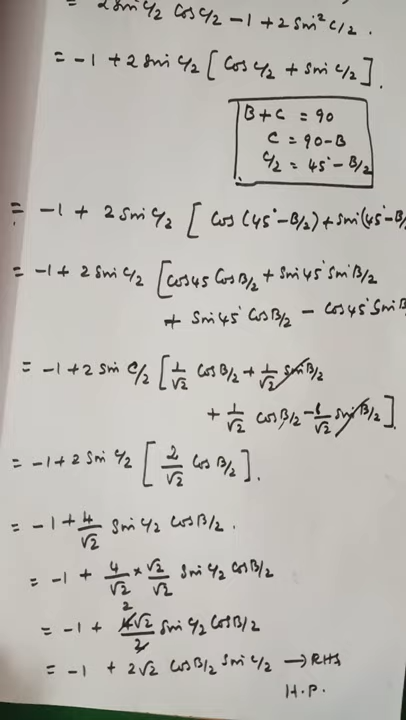 = 2 sin C/2 cos C/2 - 1 + 2 sin² C/2.
= -1 + 2 sin C/2 [cos C/2 + sin C/2].
B + C = 90
C = 90 - B
C/2 = 45° - B/2
= -1 + 2 sin C/2 [cos (45° - B/2) + sin (45° - B/2
= -1 + 2 sin C/2 [cos 45 cos B/2 + sin 45° sin B/2
+ sin 45° cos B/2 - cos 45° sin B
= -1 + 2 sin C/2 [1/√2 cos B/2 + 1/√2 sin B/2
+ 1/√2 cos B/2 - 1/√2 sin B/2].
= -1 + 2 sin C/2 [2/√2 cos B/2].
= -1 + 4/√2 sin C/2 cos B/2.
= -1 + 4/√2 × √2/√2 sin C/2 cos B/2
2
= -1 + 4√2/2 sin C/2 cos B/2
= -1 + 2√2 cos B/2 sin C/2 → RHS
H.P.